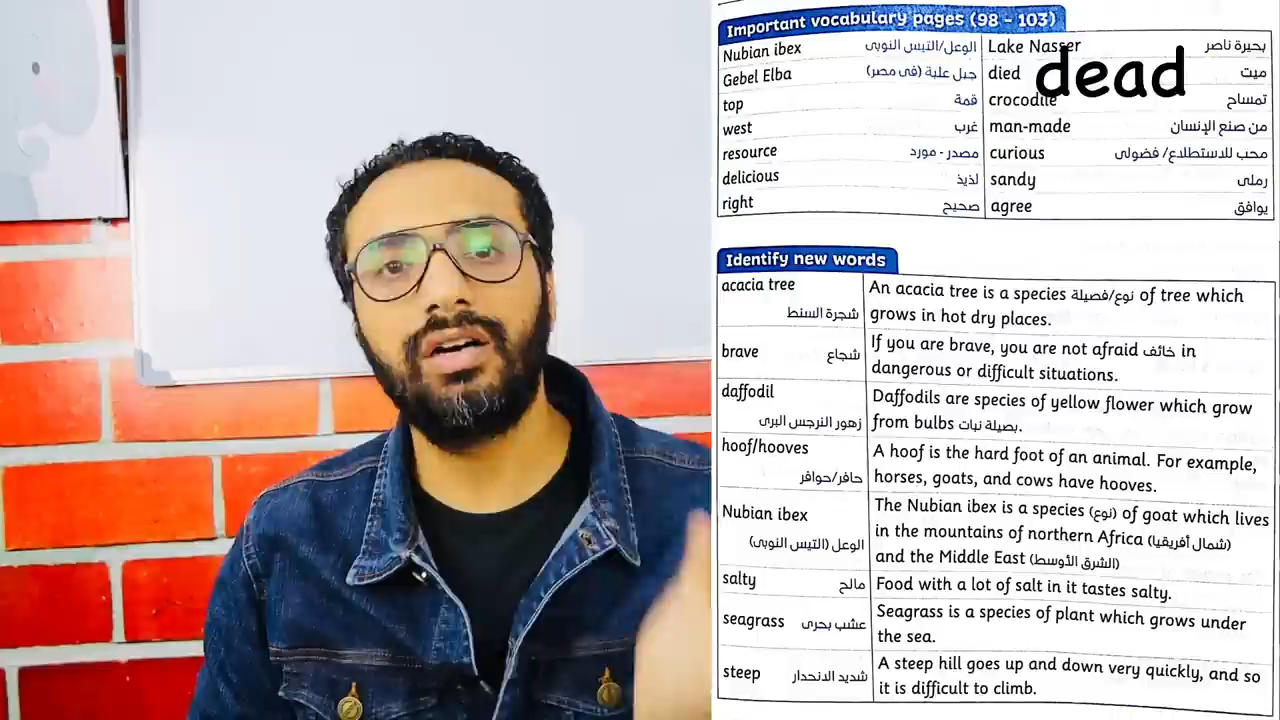 Important vocabulary pages (98 - 103)
Nubian ibex الوعل/التيس النوبى Lake Nasser بحيرة ناصر
Gebel Elba جبل علبة (فى مصر) died ميت
dead
top قمة crocodile تمساح
west غرب man-made من صنع الإنسان
resource مصدر - مورد curious محب للاستطلاع/ فضولى
delicious لذيذ sandy رملى
right صحيح agree يوافق
Identify new words
acacia tree شجرة السنط
An acacia tree is a species نوع/فصيلة of tree which
grows in hot dry places.
brave شجاع
If you are brave, you are not afraid خائف in
dangerous or difficult situations.
daffodil زهور النرجس البرى
Daffodils are species of yellow flower which grow
from bulbs بصيلة نبات.
hoof/hooves حافر/حوافر
A hoof is the hard foot of an animal. For example,
horses, goats, and cows have hooves.
Nubian ibex الوعل (التيس النوبى)
The Nubian ibex is a species (نوع) of goat which lives
in the mountains of northern Africa (شمال أفريقيا)
and the Middle East (الشرق الأوسط)
salty مالح
Food with a lot of salt in it tastes salty.
seagrass عشب بحرى
Seagrass is a species of plant which grows under
the sea.
steep شديد الانحدار
A steep hill goes up and down very quickly, and so
it is difficult to climb.